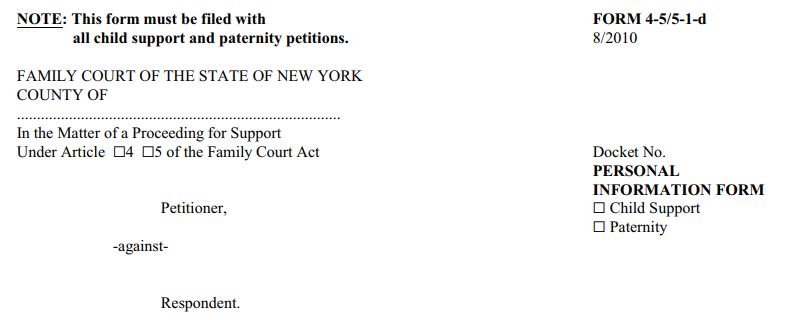 NOTE: This form must be filed with
all child support and paternity petitions.
FORM 4-5/5-1-d
8/2010
FAMILY COURT OF THE STATE OF NEW YORK
COUNTY OF
.................................................................................
In the Matter of a Proceeding for Support
Under Article ☐4 ☐5 of the Family Court Act
Docket No.
PERSONAL
INFORMATION FORM
☐ Child Support
☐ Paternity
Petitioner,
-against-
Respondent.